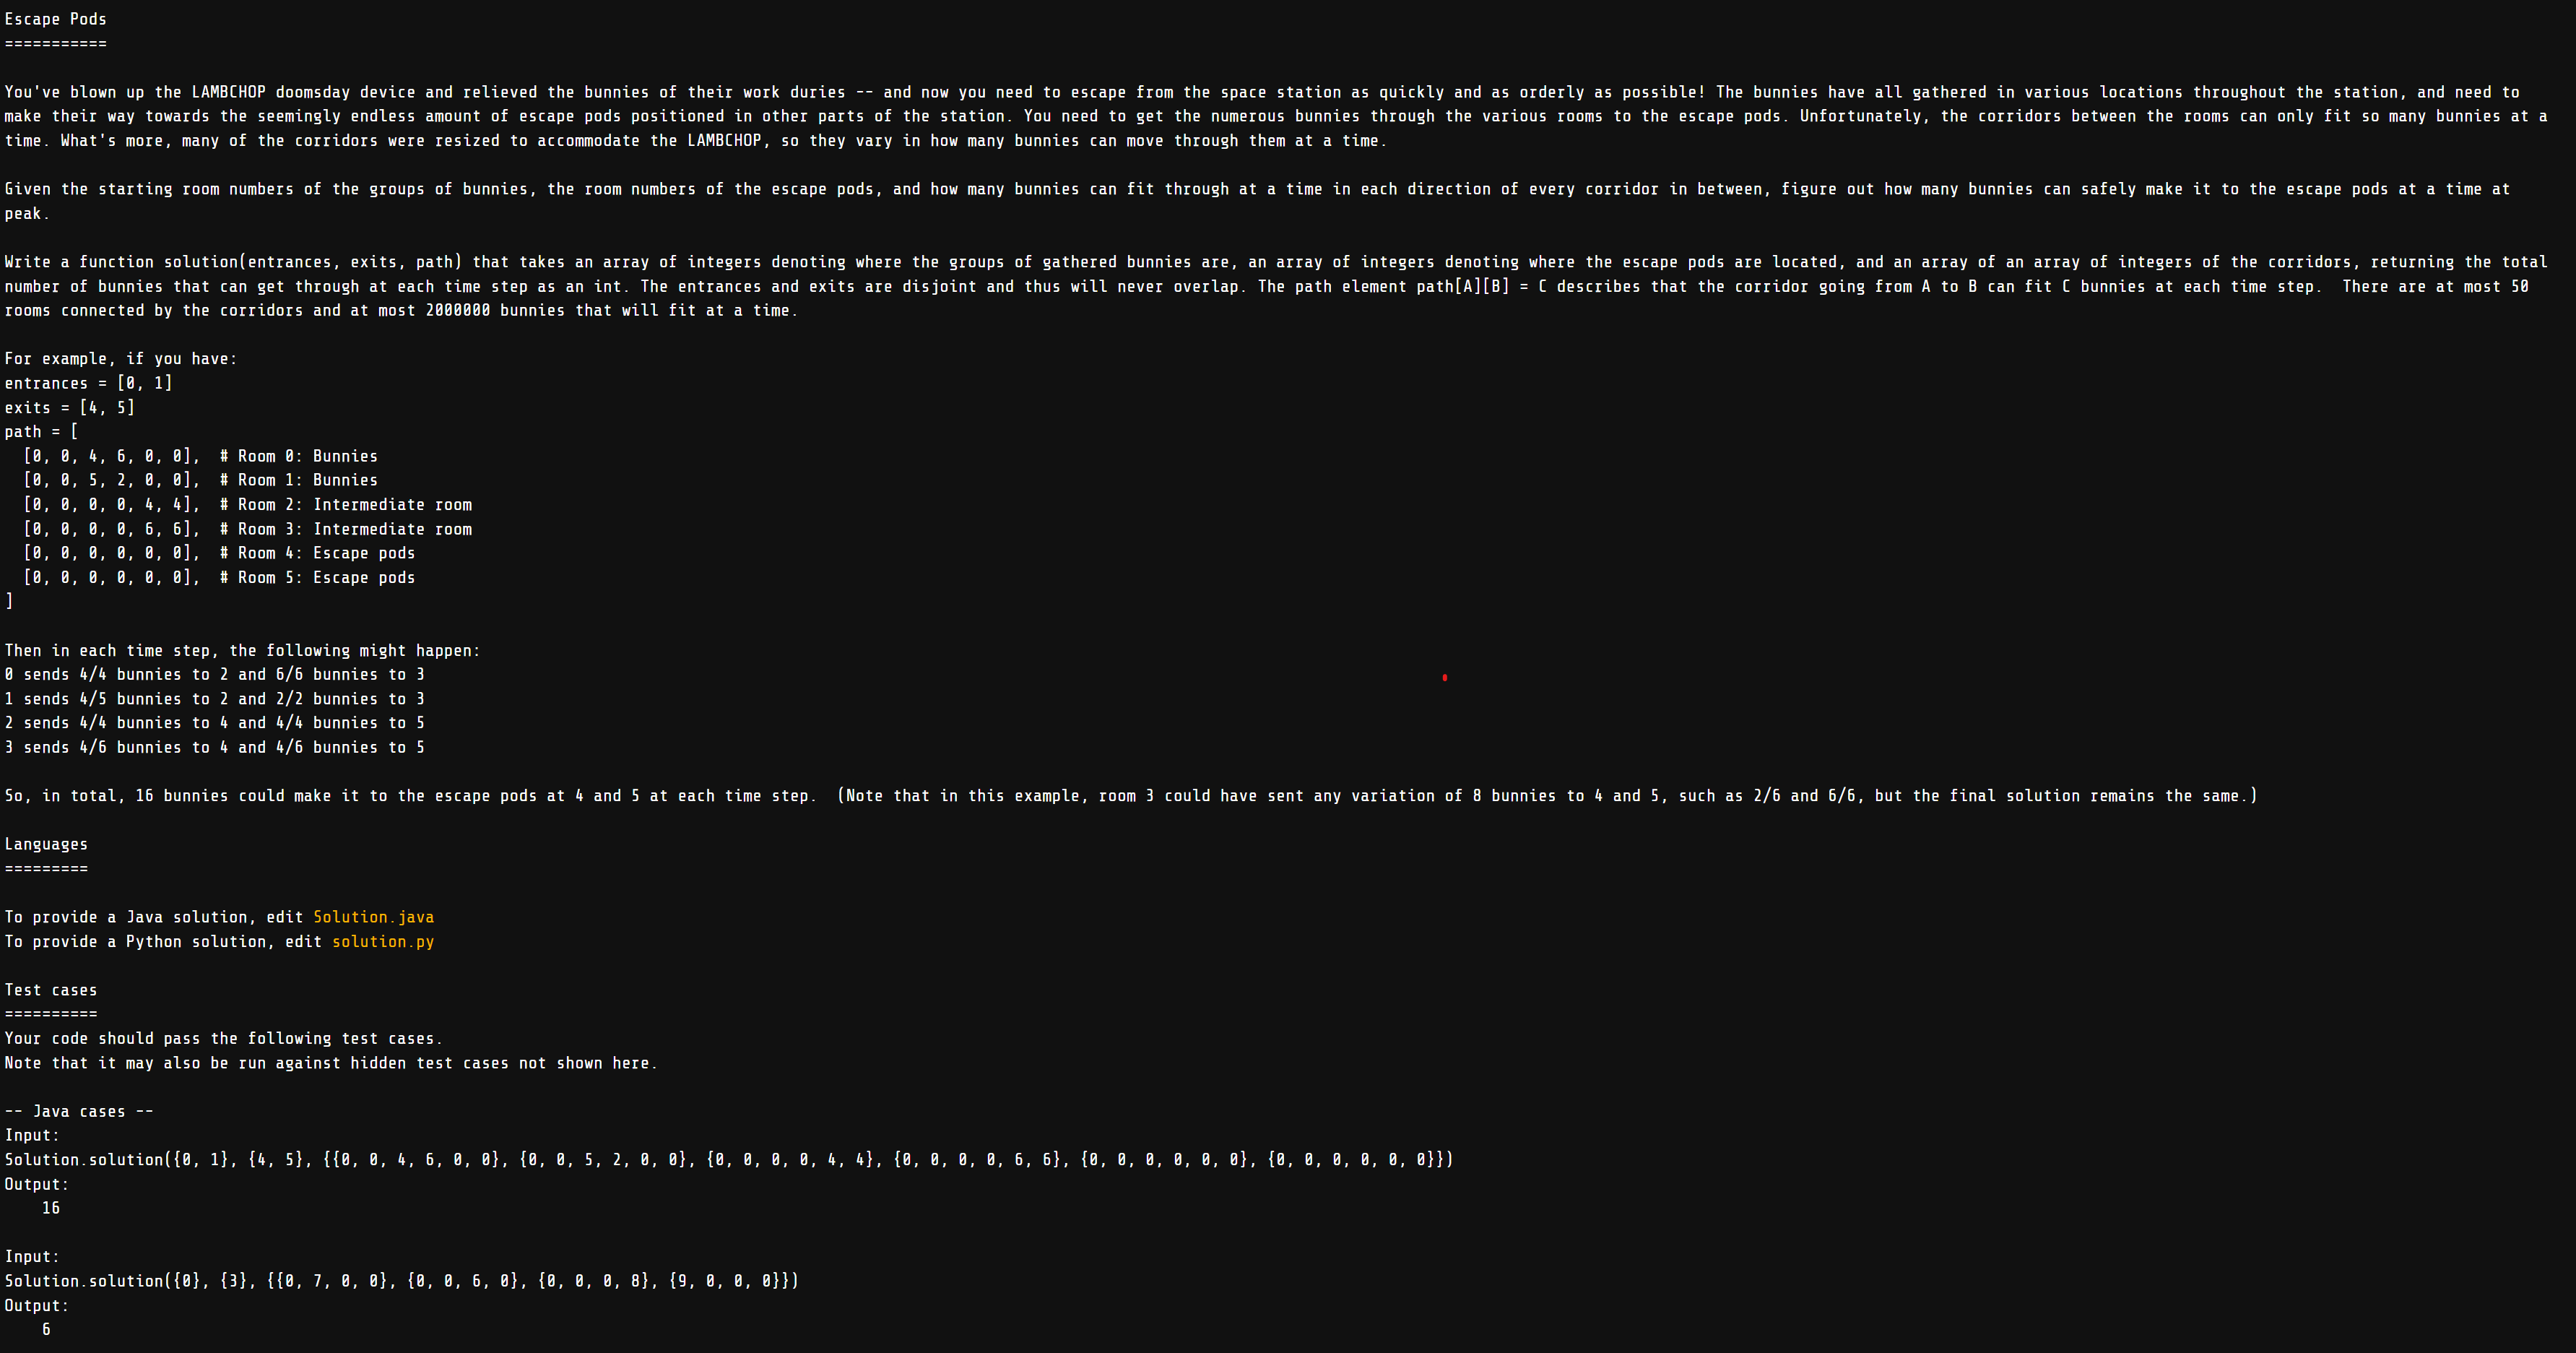 Escape Pods
===========
You've blown up the LAMBCHOP doomsday device and relieved the bunnies of their work duries -- and now you need to escape from the space station as quickly and as orderly as possible! The bunnies have all gathered in various locations throughout the station, and need to
make their way towards the seemingly endless amount of escape pods positioned in other parts of the station. You need to get the numerous bunnies through the various rooms to the escape pods. Unfortunately, the corridors between the rooms can only fit so many bunnies at a
time. What's more, many of the corridors were resized to accommodate the LAMBCHOP, so they vary in how many bunnies can move through them at a time.
Given the starting room numbers of the groups of bunnies, the room numbers of the escape pods, and how many bunnies can fit through at a time in each direction of every corridor in between, figure out how many bunnies can safely make it to the escape pods at a time at
peak.
Write a function solution(entrances, exits, path) that takes an array of integers denoting where the groups of gathered bunnies are, an array of integers denoting where the escape pods are located, and an array of an array of integers of the corridors, returning the total
number of bunnies that can get through at each time step as an int. The entrances and exits are disjoint and thus will never overlap. The path element path[A][B] = C describes that the corridor going from A to B can fit C bunnies at each time step.  There are at most 50
rooms connected by the corridors and at most 2000000 bunnies that will fit at a time.
For example, if you have:
entrances = [0, 1]
exits = [4, 5]
path = [
  [0, 0, 4, 6, 0, 0],  # Room 0: Bunnies
  [0, 0, 5, 2, 0, 0],  # Room 1: Bunnies
  [0, 0, 0, 0, 4, 4],  # Room 2: Intermediate room
  [0, 0, 0, 0, 6, 6],  # Room 3: Intermediate room
  [0, 0, 0, 0, 0, 0],  # Room 4: Escape pods
  [0, 0, 0, 0, 0, 0],  # Room 5: Escape pods
]
Then in each time step, the following might happen:
0 sends 4/4 bunnies to 2 and 6/6 bunnies to 3
1 sends 4/5 bunnies to 2 and 2/2 bunnies to 3
2 sends 4/4 bunnies to 4 and 4/4 bunnies to 5
3 sends 4/6 bunnies to 4 and 4/6 bunnies to 5
So, in total, 16 bunnies could make it to the escape pods at 4 and 5 at each time step.  (Note that in this example, room 3 could have sent any variation of 8 bunnies to 4 and 5, such as 2/6 and 6/6, but the final solution remains the same.)
Languages
=========
To provide a Java solution, edit Solution.java
To provide a Python solution, edit solution.py
Test cases
==========
Your code should pass the following test cases.
Note that it may also be run against hidden test cases not shown here.
-- Java cases --
Input:
Solution.solution({0, 1}, {4, 5}, {{0, 0, 4, 6, 0, 0}, {0, 0, 5, 2, 0, 0}, {0, 0, 0, 0, 4, 4}, {0, 0, 0, 0, 6, 6}, {0, 0, 0, 0, 0, 0}, {0, 0, 0, 0, 0, 0}})
Output:
    16
Input:
Solution.solution({0}, {3}, {{0, 7, 0, 0}, {0, 0, 6, 0}, {0, 0, 0, 8}, {9, 0, 0, 0}})
Output:
    6